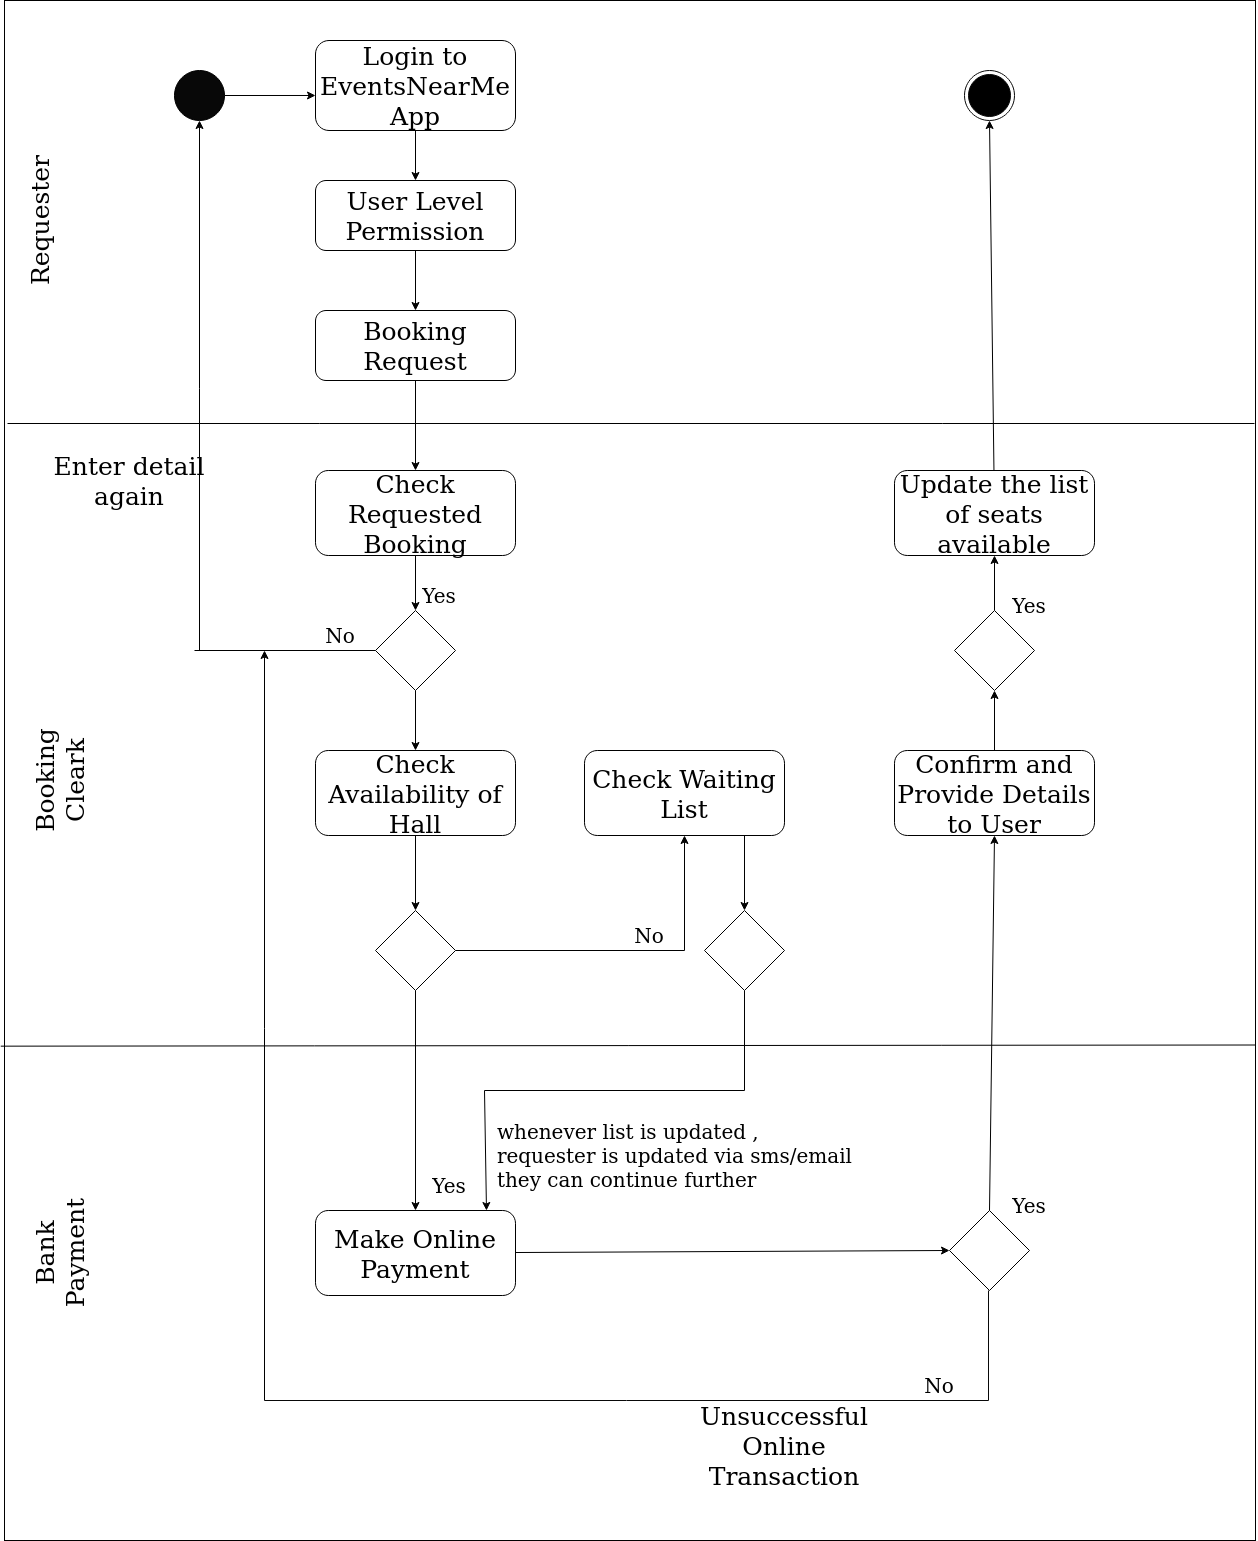 Login to
EventsNearMe
App
Requester
User Level
Permission
Booking
Request
Enter detail
again
Check
Requested
Booking
Update the list
of seats
available
Yes
Yes
No
Booking
Cleark
Check
Availability of
Hall
Check Waiting
List
Confirm and
Provide Details
to User
No
whenever list is updated ,
requester is updated via sms/email
they can continue further
Yes
Yes
Bank
Payment
Make Online
Payment
No
Unsuccessful
Online
Transaction